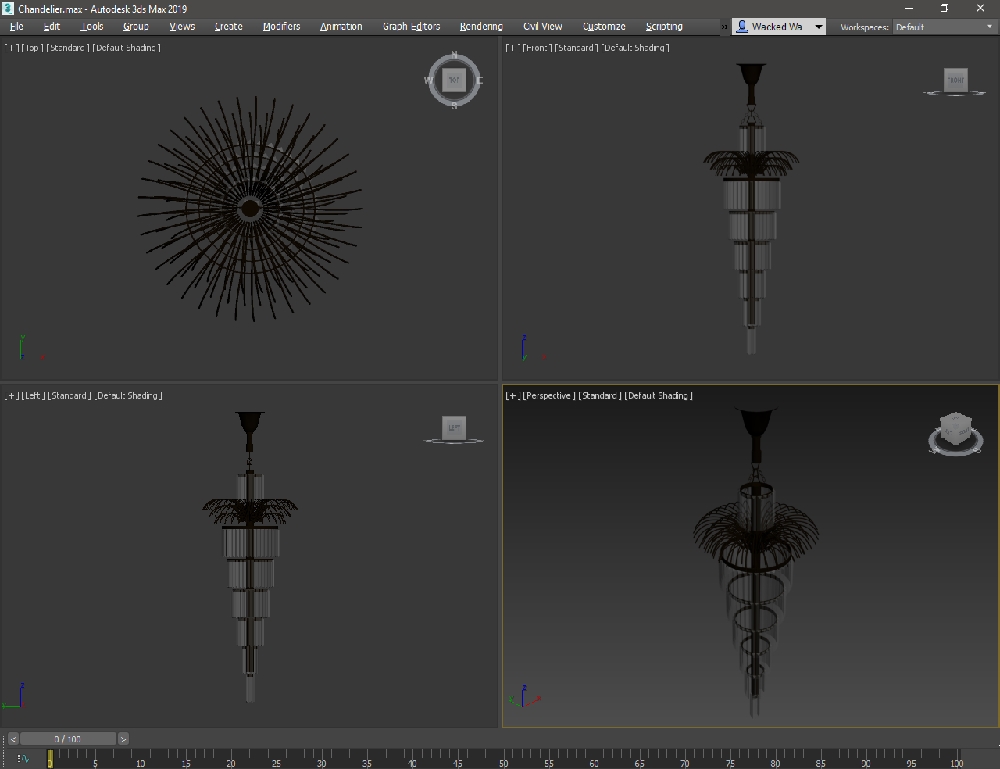 Chandelier.max - Autodesk 3ds Max 2019
File Edit Tools Group Views Create Modifiers Animation Graph Editors Rendering Civil View Customize Scripting » Wacked Wa Workspaces: Default
[+] [Top] [Standard] [Default Shading]
N
W TOP E
S
[+] [Front] [Standard] [Default Shading]
FRONT
y
x
z
x
[+] [Left] [Standard] [Default Shading]
LEFT
[+] [Perspective] [Standard] [Default Shading]
z
z
< 0 / 100 >
0 5 10 15 20 25 30 35 40 45 50 55 60 65 70 75 80 85 90 95 100